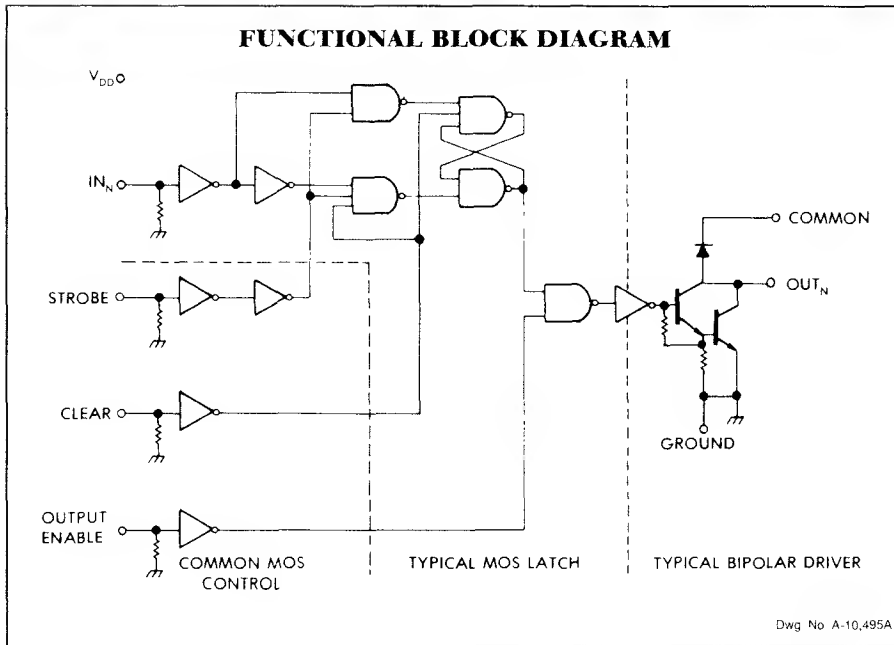 FUNCTIONAL BLOCK DIAGRAM
VDD
INN
COMMON
OUTN
STROBE
CLEAR
GROUND
OUTPUT
ENABLE
COMMON MOS
CONTROL
TYPICAL MOS LATCH
TYPICAL BIPOLAR DRIVER
Dwg No A-10,495A